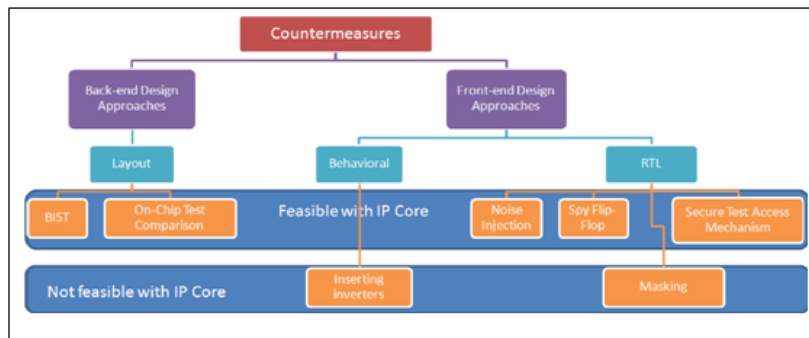 Countermeasures
Back-end Design
Approaches
Front-end Design
Approaches
Layout
Behavioral
RTL
BIST
On-Chip Test
Comparison
Feasible with IP Core
Noise
Injection
Spy Flip-
Flop
Secure Test Access
Mechanism
Not feasible with IP Core
Inserting
inverters
Masking